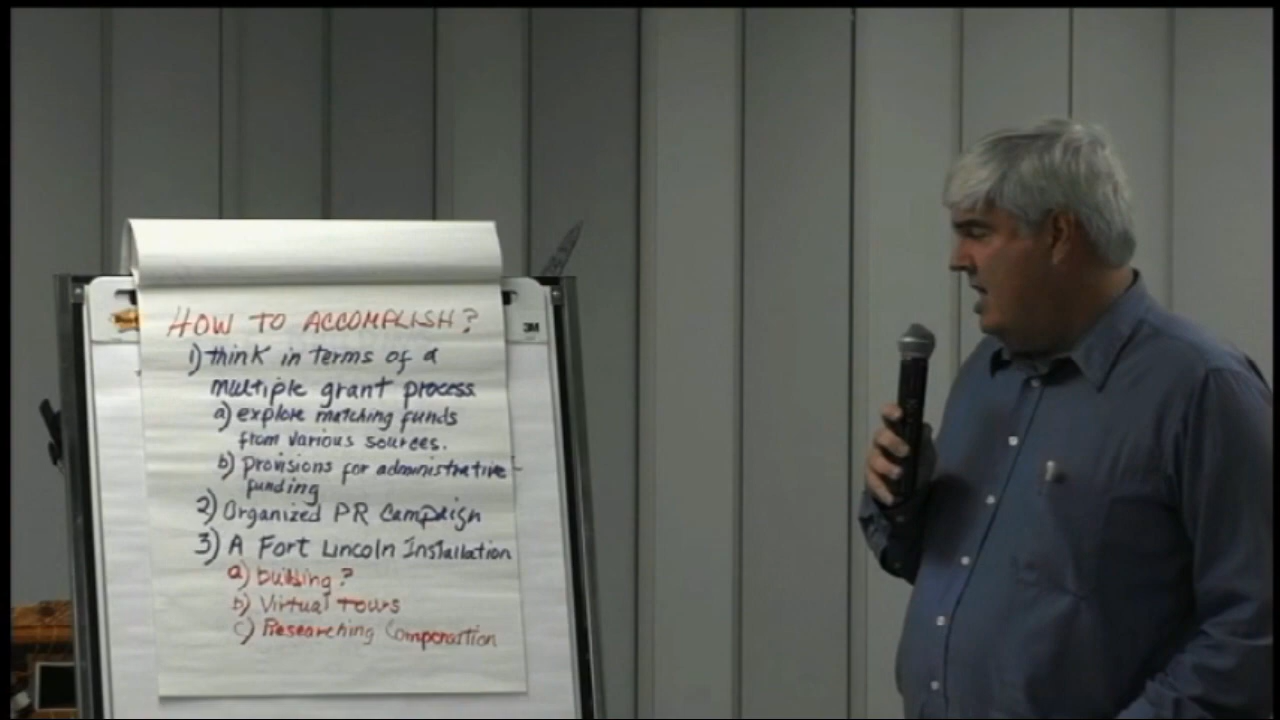 HOW TO ACCOMPLISH?
3M
1) think in terms of a
multiple grant process
a) explore matching funds
from various sources.
b) provisions for administrative
funding
2) Organized PR Campaign
3) A Fort Lincoln Installation
a) building?
b) Virtual Tours
c) Researching